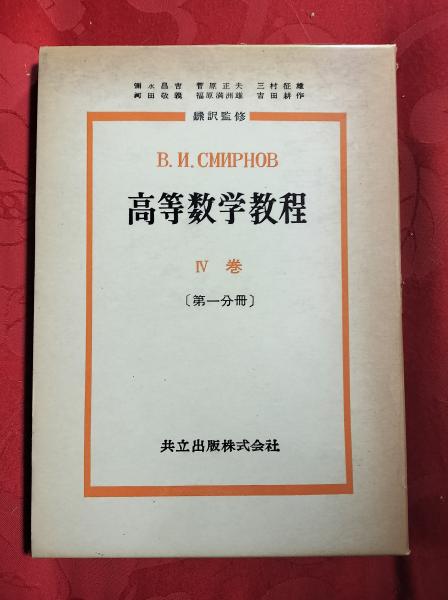 彌永昌吉 菅原正夫 三村征雄
河田敬義 福原満洲雄 吉田耕作
飜訳監修
В. И. СМИРНОВ
高等数学教程
Ⅳ 巻
〔第一分冊〕
共立出版株式会社